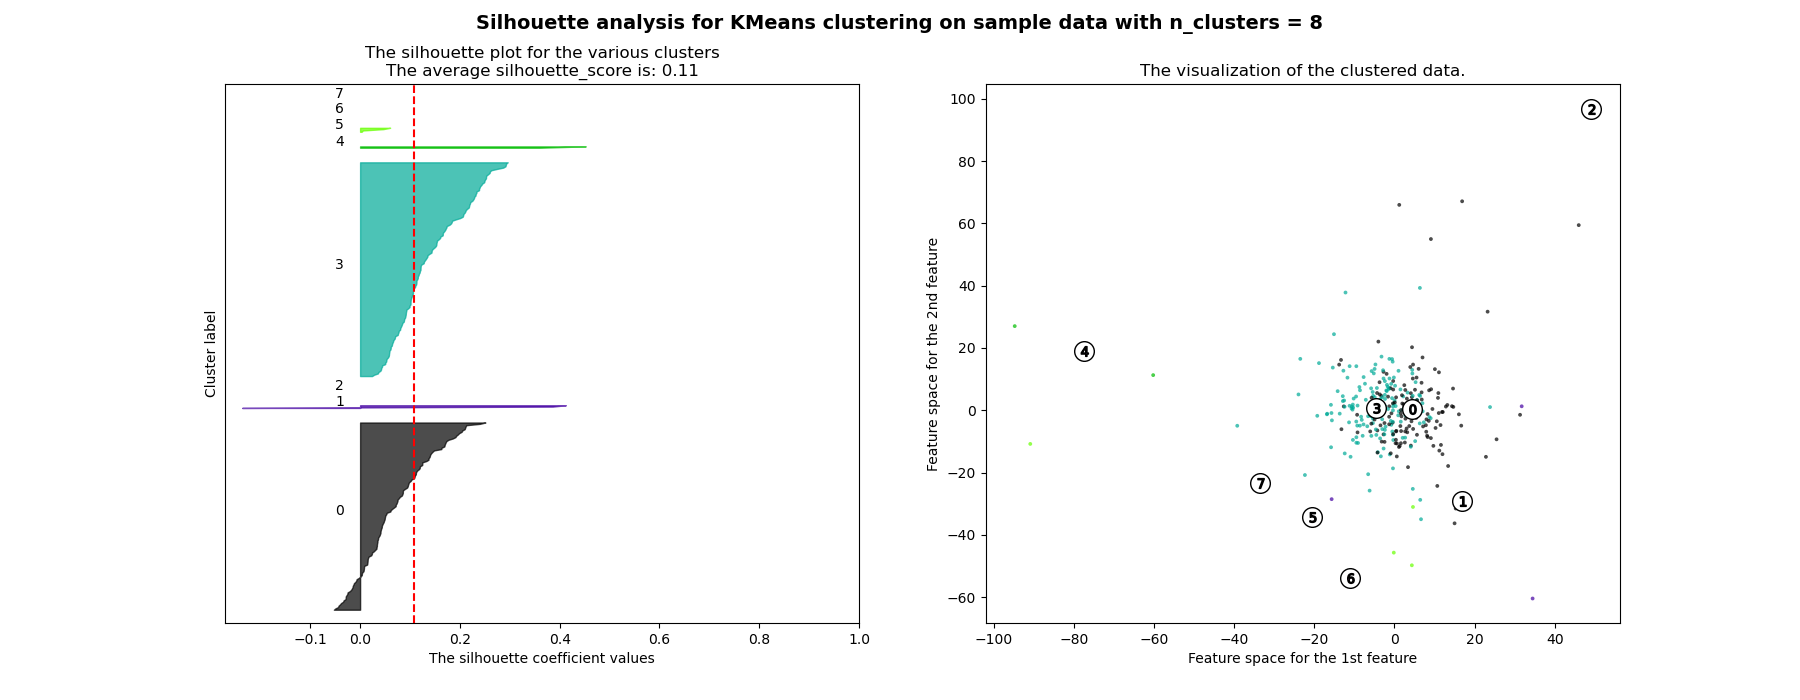 Silhouette analysis for KMeans clustering on sample data with n_clusters = 8
The silhouette plot for the various clusters
The average silhouette_score is: 0.11
7
6
5
4
3
2
1
0
Cluster label
−0.1 0.0 0.2 0.4 0.6 0.8 1.0
The silhouette coefficient values
The visualization of the clustered data.
100
80
60
40
20
0
−20
−40
−60
Feature space for the 2nd feature
2
4
3 0
7
1
5
6
−100 −80 −60 −40 −20 0 20 40
Feature space for the 1st feature